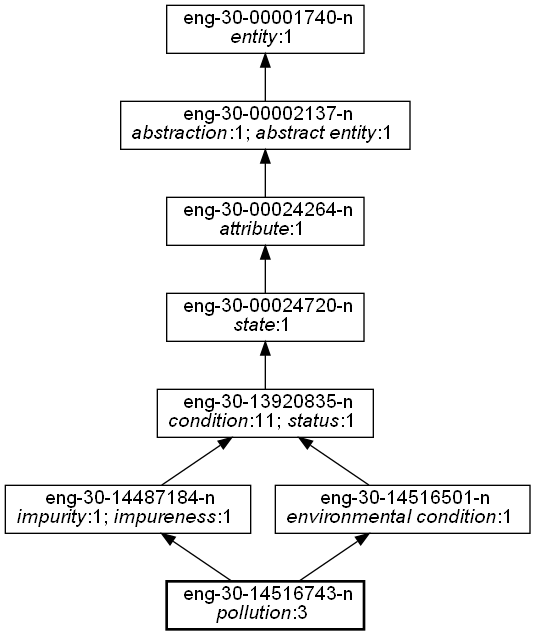 eng-30-00001740-n
entity:1
eng-30-00002137-n
abstraction:1; abstract entity:1
eng-30-00024264-n
attribute:1
eng-30-00024720-n
state:1
eng-30-13920835-n
condition:11; status:1
eng-30-14487184-n
impurity:1; impureness:1
eng-30-14516501-n
environmental condition:1
eng-30-14516743-n
pollution:3